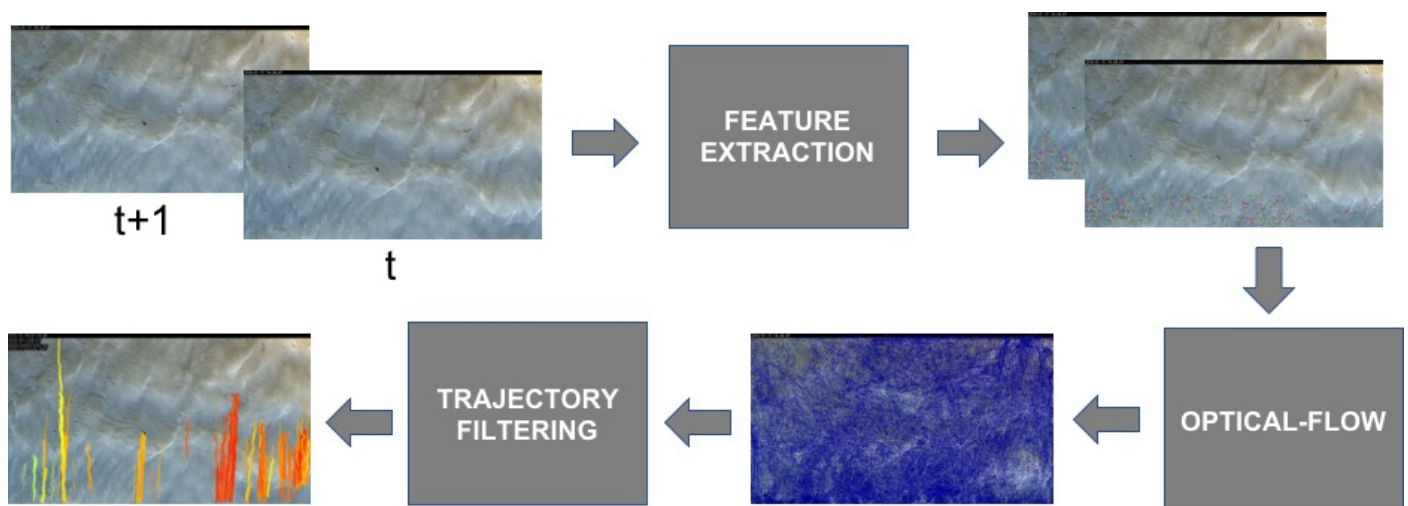 FEATURE
EXTRACTION
t+1
t
TRAJECTORY
FILTERING
OPTICAL-FLOW